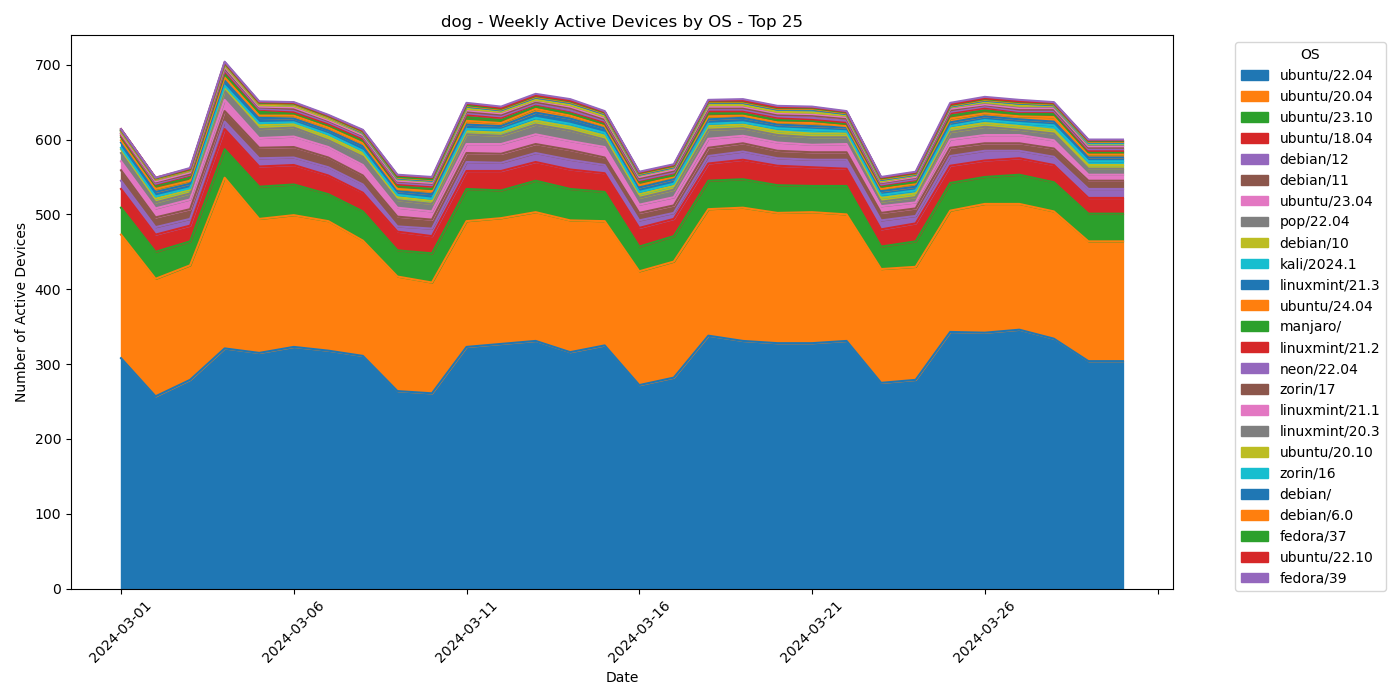 dog - Weekly Active Devices by OS - Top 25
Number of Active Devices
700
600
500
400
300
200
100
0
2024-03-01
2024-03-06
2024-03-11
2024-03-16
2024-03-21
2024-03-26
Date
OS
ubuntu/22.04
ubuntu/20.04
ubuntu/23.10
ubuntu/18.04
debian/12
debian/11
ubuntu/23.04
pop/22.04
debian/10
kali/2024.1
linuxmint/21.3
ubuntu/24.04
manjaro/
linuxmint/21.2
neon/22.04
zorin/17
linuxmint/21.1
linuxmint/20.3
ubuntu/20.10
zorin/16
debian/
debian/6.0
fedora/37
ubuntu/22.10
fedora/39